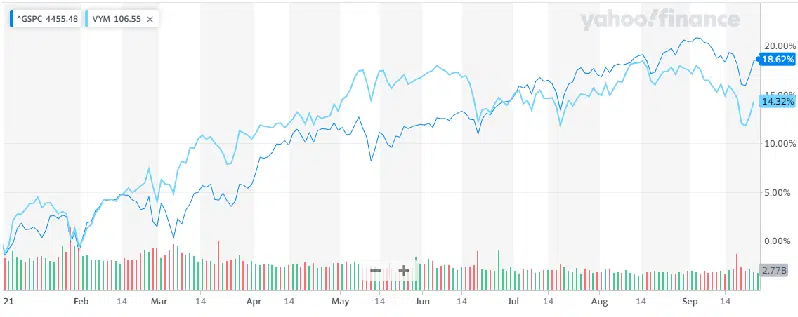 ^GSPC 4455.48 VYM 106.55 ×
yahoo!finance
20.00%
18.62%
15.00%
14.32%
10.00%
5.00%
0.00%
2.77B
21 Feb 14 Mar 14 Apr 14 May 14 Jun 14 Jul 14 Aug 14 Sep 14